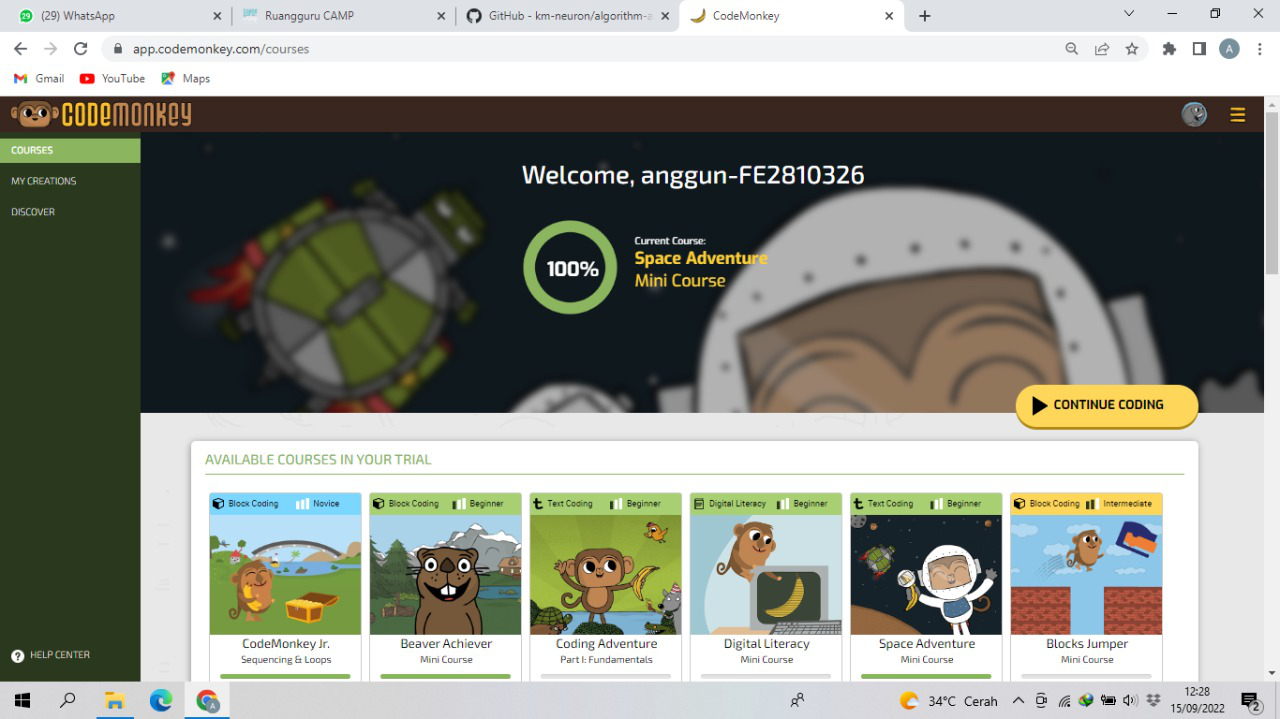 (29) WhatsApp
Ruangguru CAMP
GitHub - km-neuron/algorithm-a
CodeMonkey
app.codemonkey.com/courses
A
Gmail
YouTube
Maps
CODEMONKEY
COURSES
MY CREATIONS
DISCOVER
HELP CENTER
Welcome, anggun-FE2810326
100%
Current Course:
Space Adventure
Mini Course
CONTINUE CODING
AVAILABLE COURSES IN YOUR TRIAL
Block Coding Novice
CodeMonkey Jr.
Sequencing & Loops
Block Coding Beginner
Beaver Achiever
Mini Course
Text Coding Beginner
Coding Adventure
Part I: Fundamentals
Digital Literacy Beginner
Digital Literacy
Mini Course
Text Coding Beginner
Space Adventure
Mini Course
Block Coding Intermediate
Blocks Jumper
Mini Course
34°C Cerah
12:28
15/09/2022
2